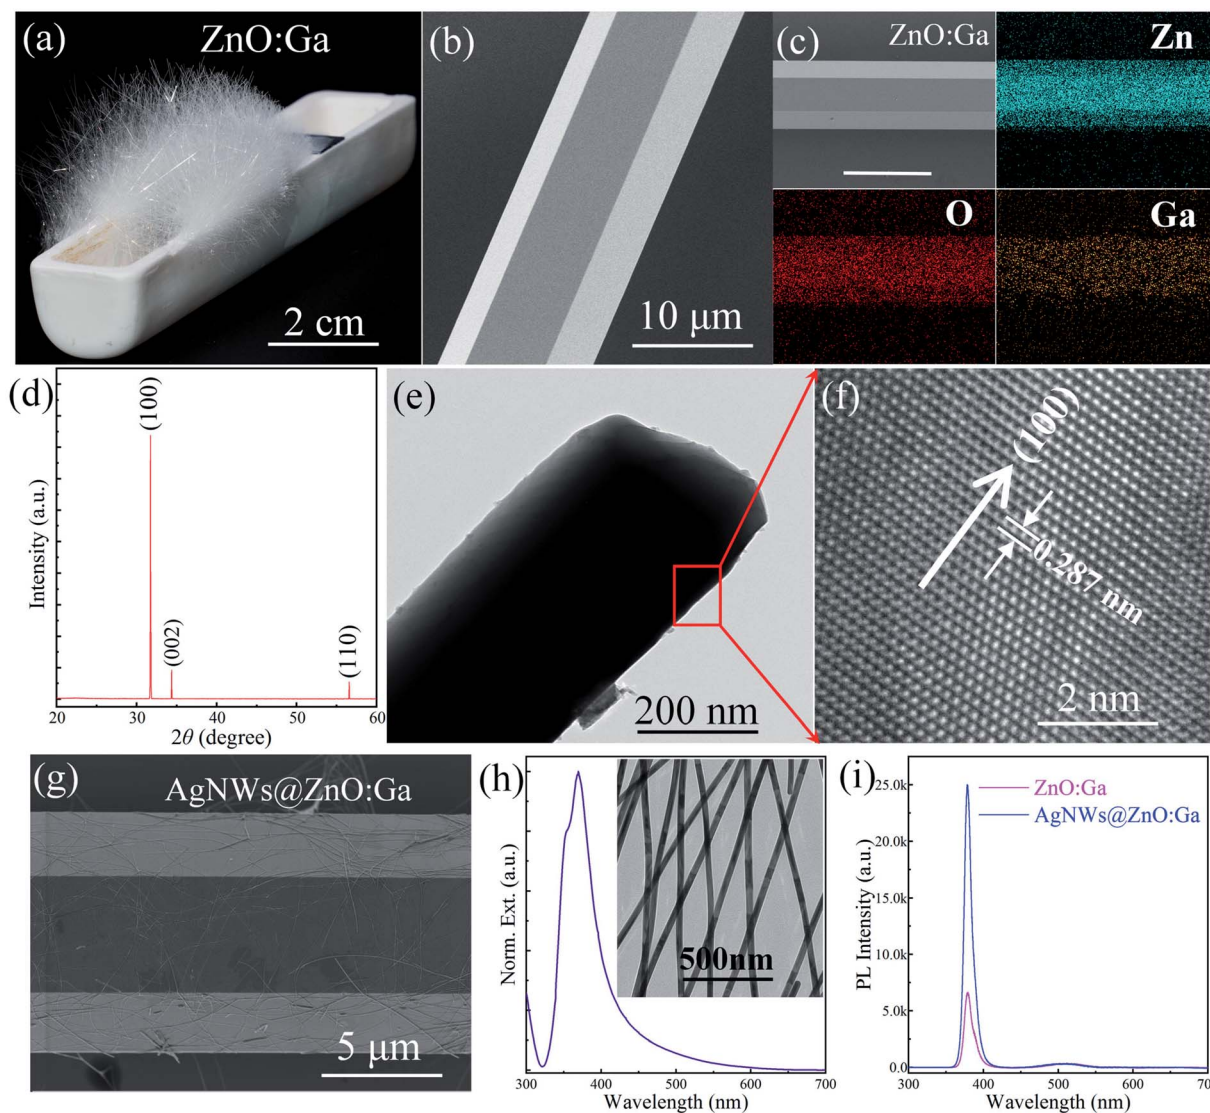 (a)
ZnO:Ga
2 cm
(b)
10 μm
(c)
ZnO:Ga
Zn
O
Ga
(d)
Intensity (a.u.)
(100)
(002)
(110)
20 30 40 50 60
2θ (degree)
(e)
200 nm
(f)
(100)
0.287 nm
2 nm
(g)
AgNWs@ZnO:Ga
5 μm
(h)
Norm. Ext. (a.u.)
500nm
300 400 500 600 700
Wavelength (nm)
(i)
PL Intensity (a.u.)
ZnO:Ga
AgNWs@ZnO:Ga
25.0k
20.0k
15.0k
10.0k
5.0k
0.0
300 400 500 600 700
Wavelength (nm)